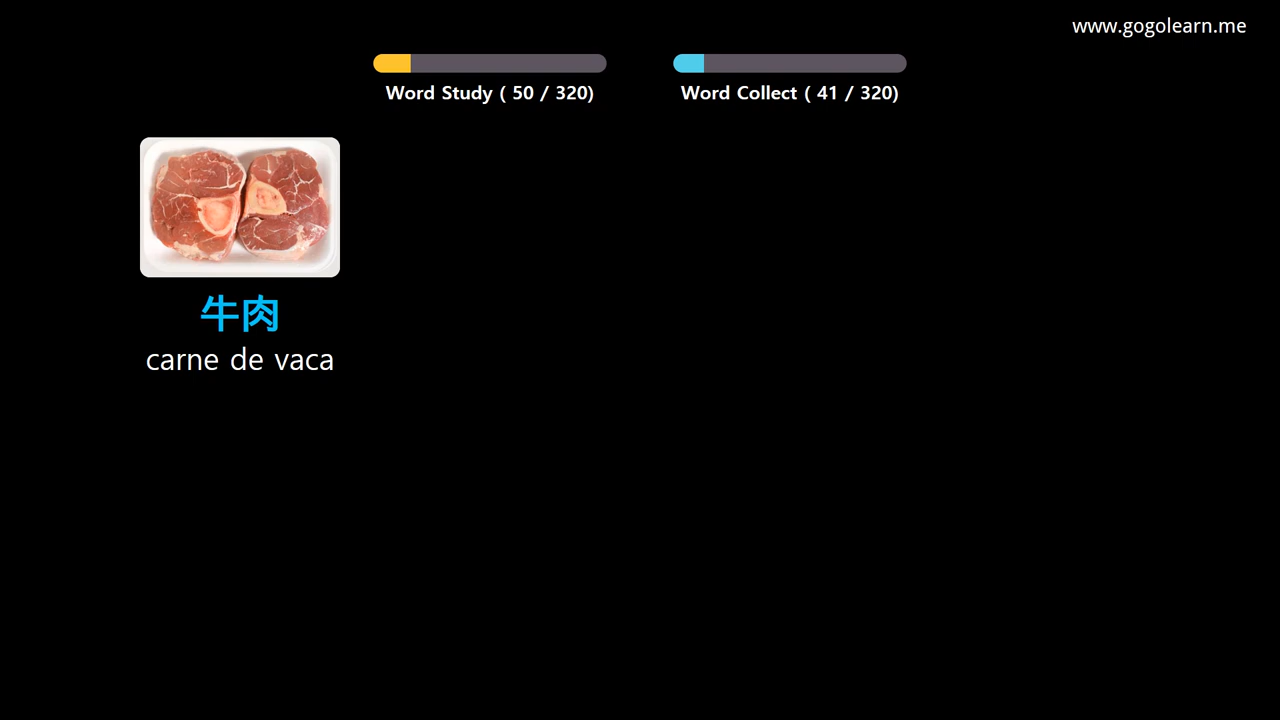 www.gogolearn.me
Word Study ( 50 / 320)
Word Collect ( 41 / 320)
牛肉
carne de vaca